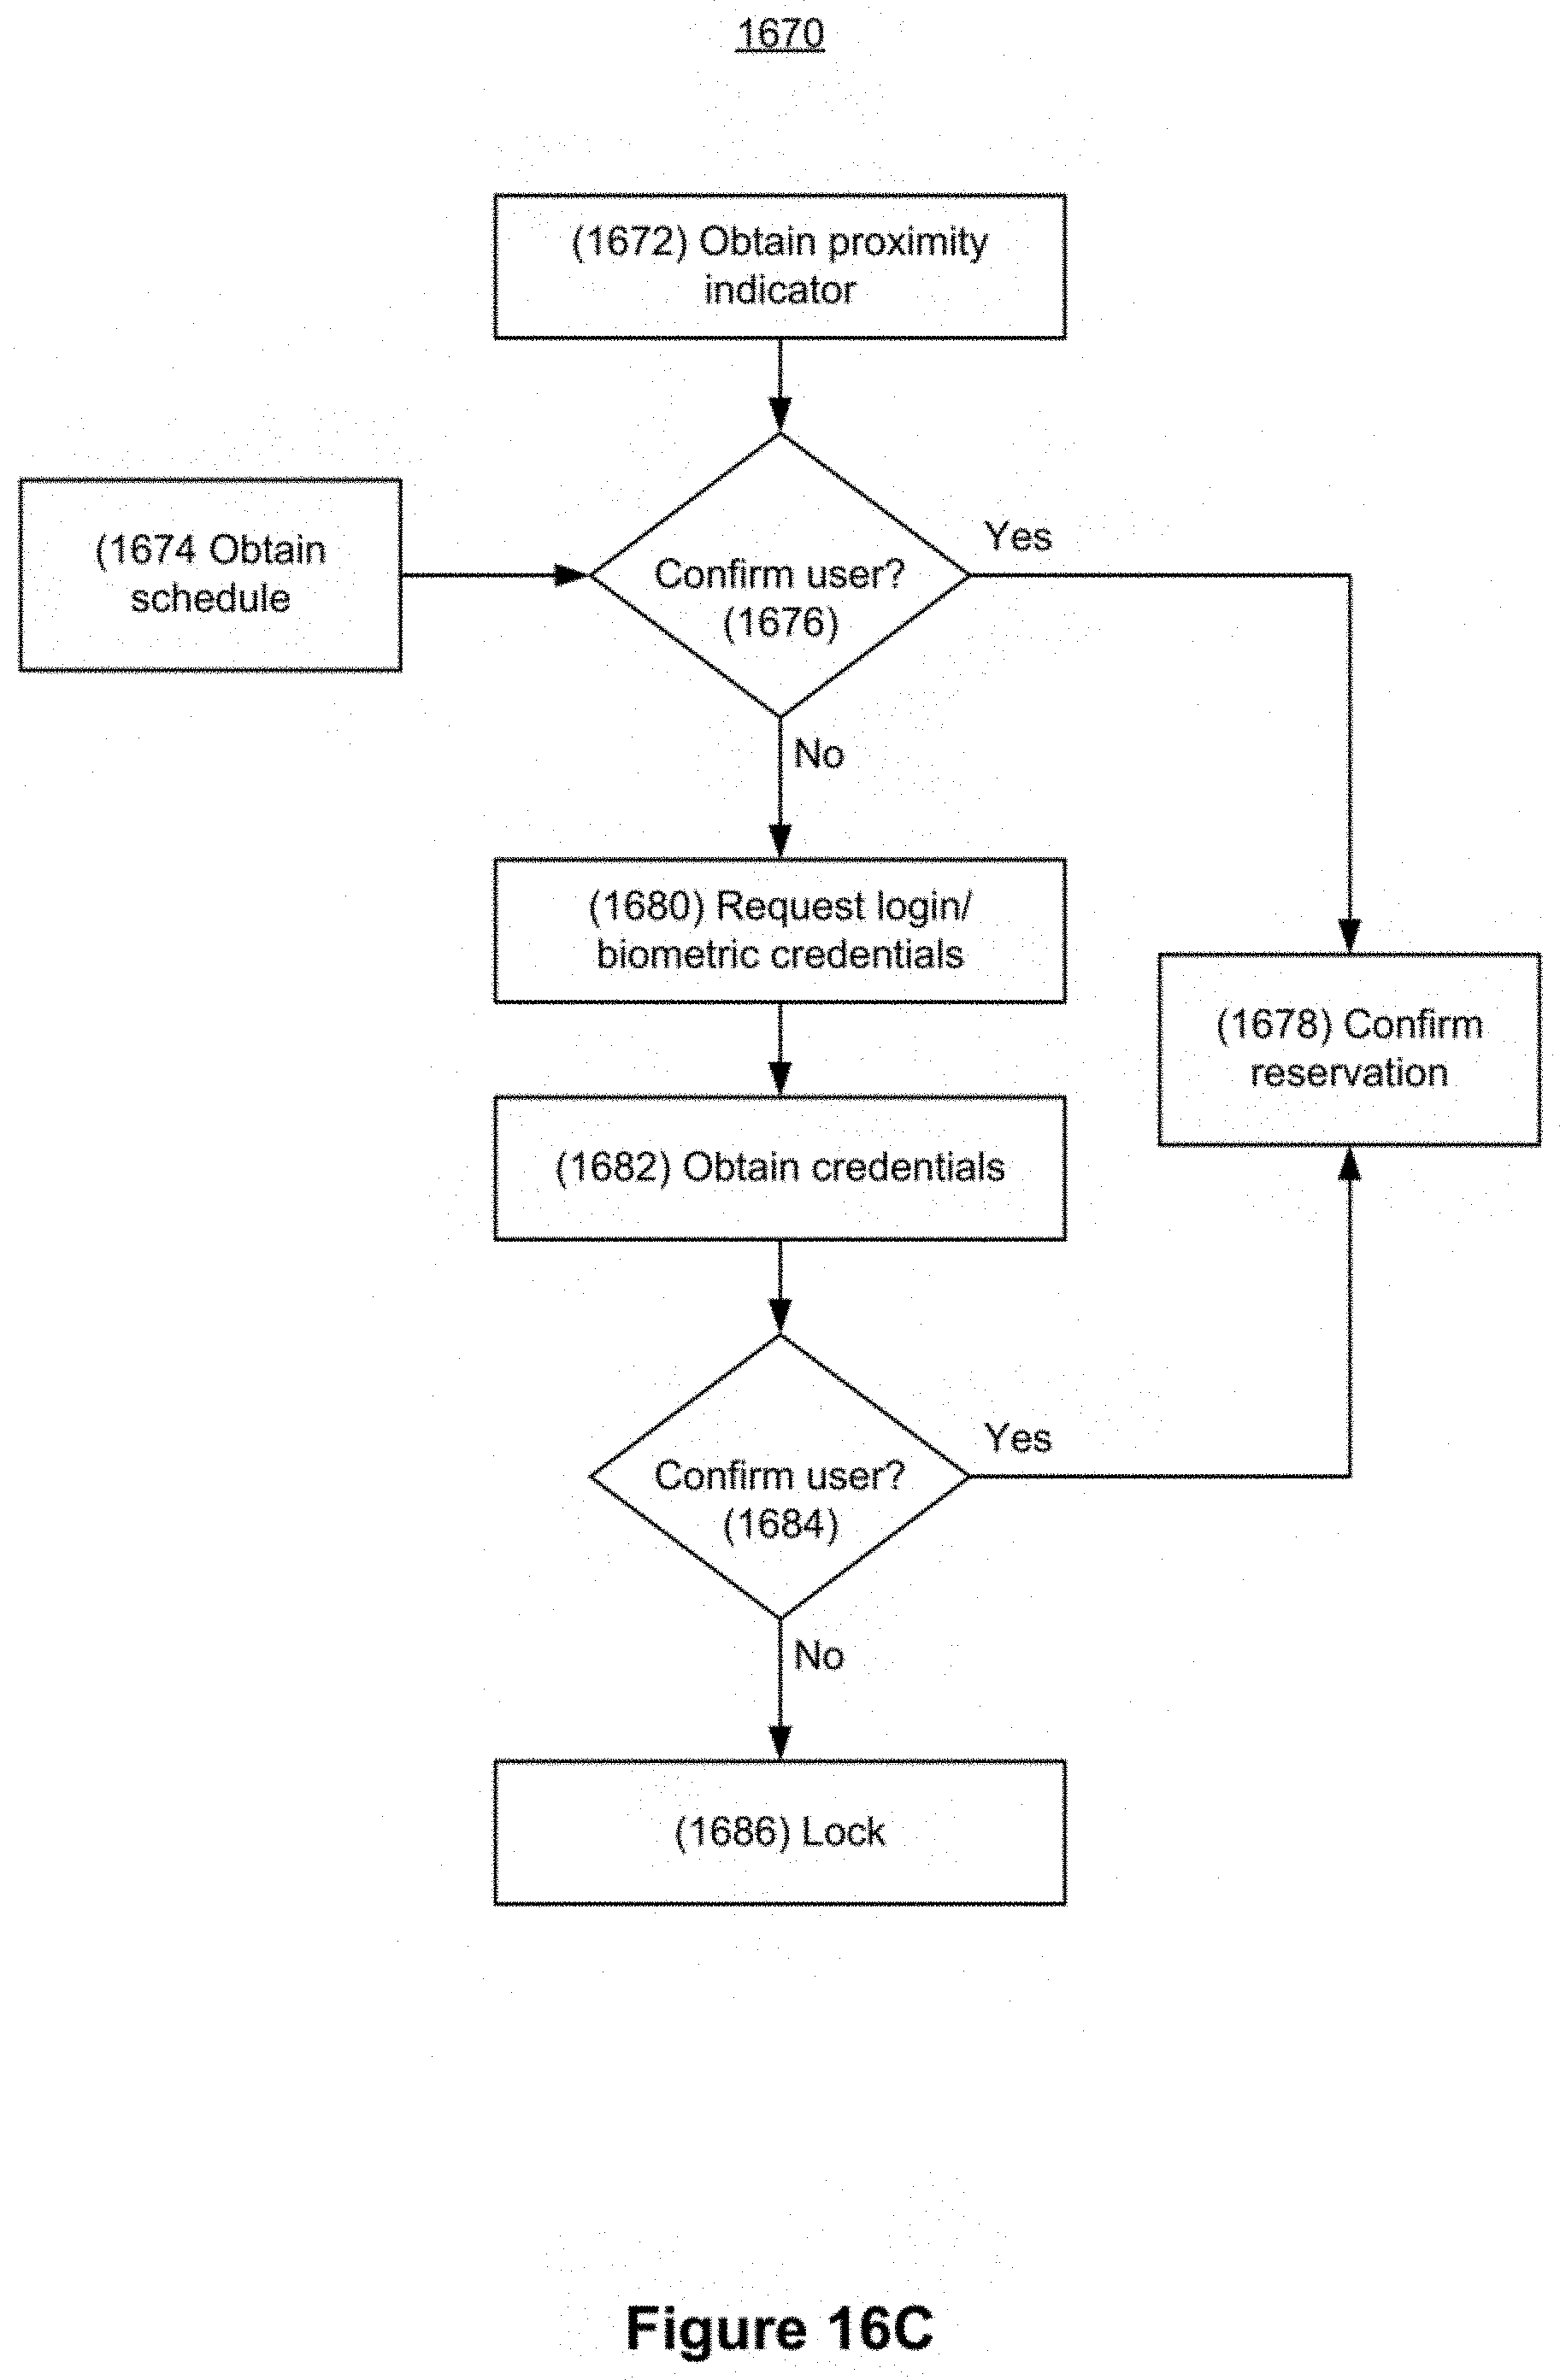 1670
(1672) Obtain proximity
indicator
(1674 Obtain
schedule
Confirm user?
(1676)
Yes
No
(1680) Request login/
biometric credentials
(1678) Confirm
reservation
(1682) Obtain credentials
Confirm user?
(1684)
Yes
No
(1686) Lock
Figure 16C